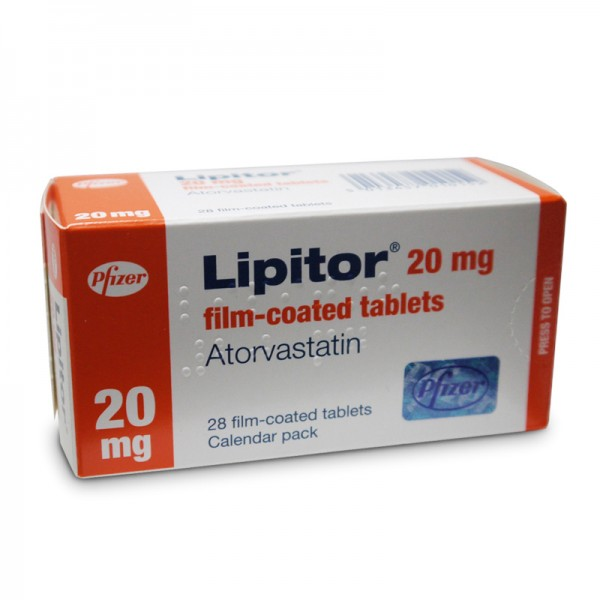 Pfizer
20 mg
Lipitor®
20 mg
film-coated tablets
Atorvastatin
28 film-coated tablets
Pfizer
Lipitor
20
mg
Lipitor® 20 mg
film-coated tablets
Atorvastatin
28 film-coated tablets
Calendar pack
Pfizer
PRESS TO OPEN